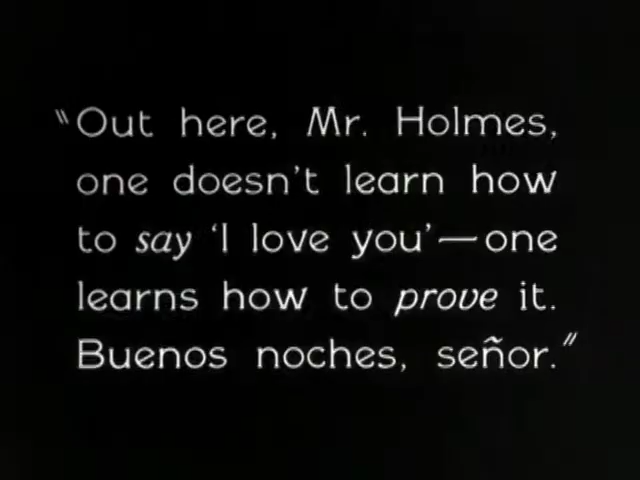 "Out here, Mr. Holmes,
one doesn't learn how
to say 'I love you'—one
learns how to prove it.
Buenos noches, señor."